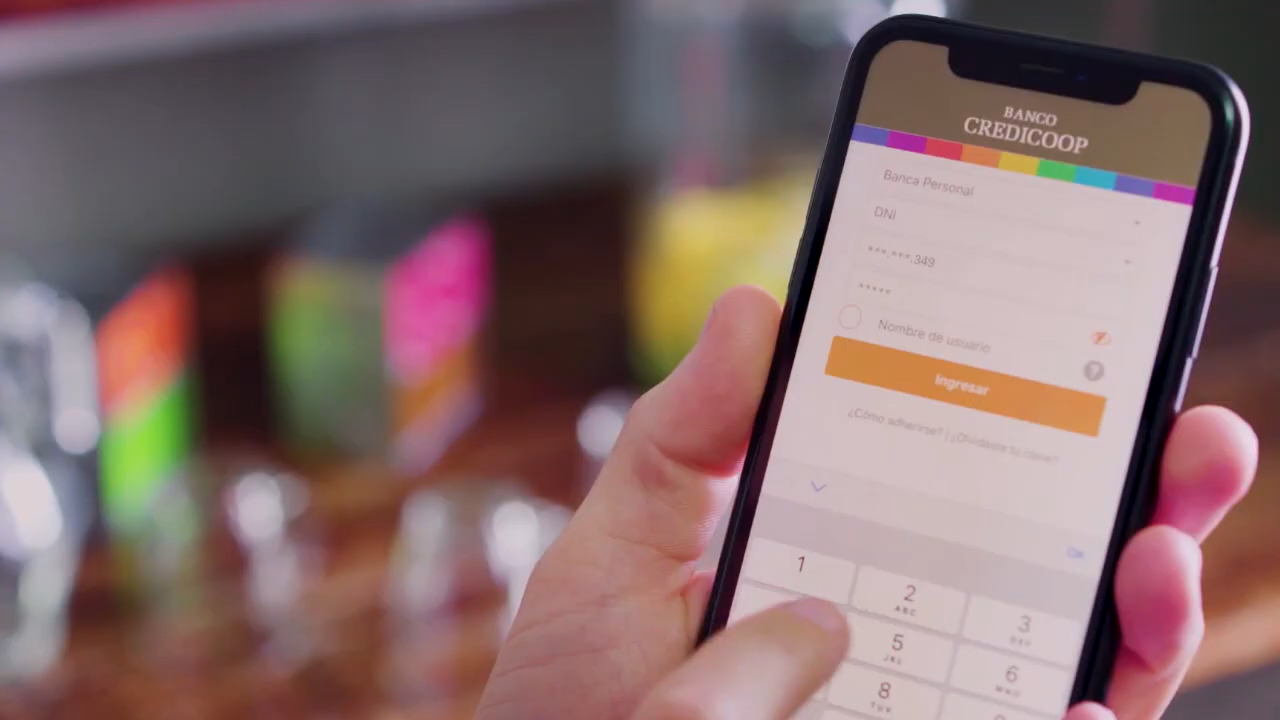 BANCO
CREDICOOP
Banca Personal
DNI
***.***.349
*****
Nombre de usuario
?
Ingresar
¿Cómo adherirse? | ¿Olvidaste tu clave?
OK
1
2
ABC
3
DEF
5
JKL
6
MNO
8
TUV